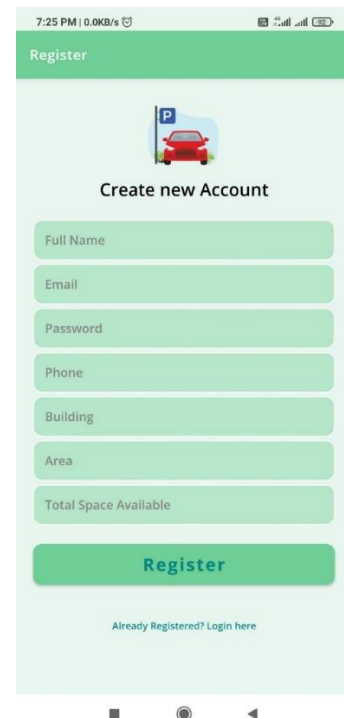 7:25 PM | 0.0KB/s
92
Register
P
Create new Account
Full Name
Email
Password
Phone
Building
Area
Total Space Available
Register
Already Registered? Login here